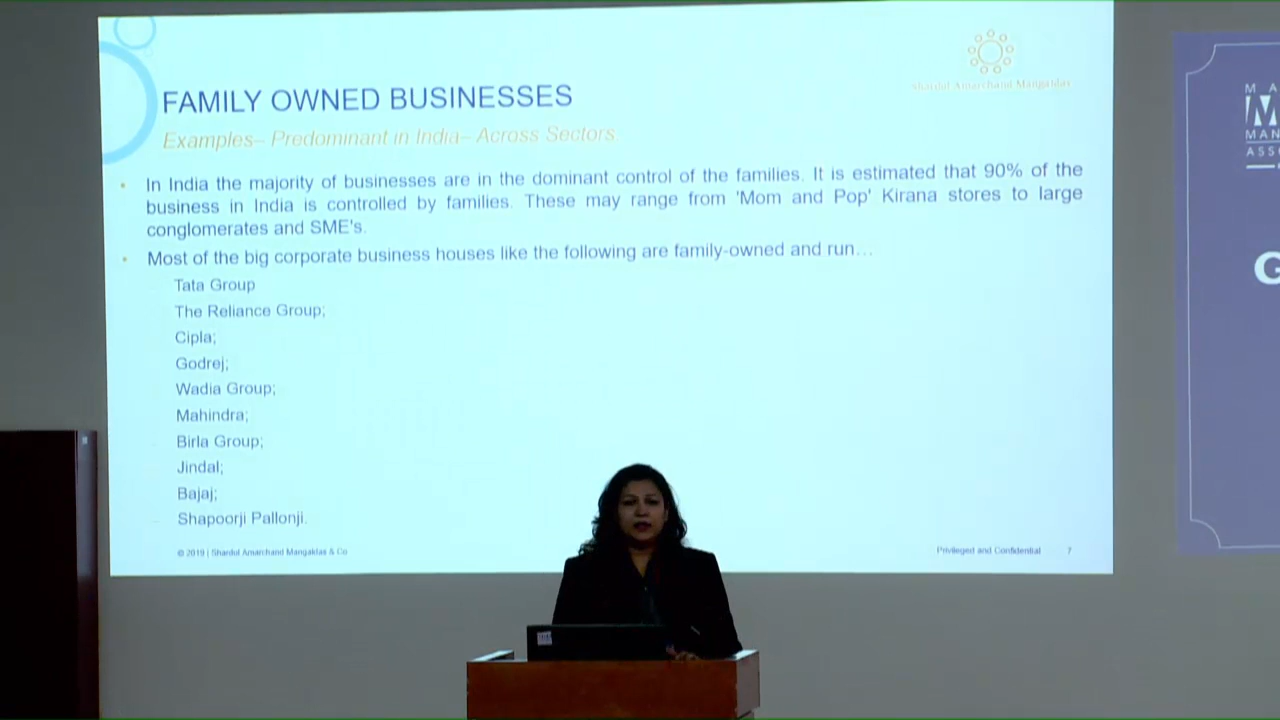 Shardul Amarchand Mangaldas
FAMILY OWNED BUSINESSES
Examples– Predominant in India– Across Sectors.
• In India the majority of businesses are in the dominant control of the families. It is estimated that 90% of the
business in India is controlled by families. These may range from 'Mom and Pop' Kirana stores to large
conglomerates and SME's.
• Most of the big corporate business houses like the following are family-owned and run…
Tata Group
The Reliance Group;
Cipla;
Godrej;
Wadia Group;
Mahindra;
– Birla Group;
Jindal;
Bajaj;
– Shapoorji Pallonji.
© 2019 | Shardul Amarchand Mangaldas & Co
Privileged and Confidential 7
MA
M
MAN
ASSO
G